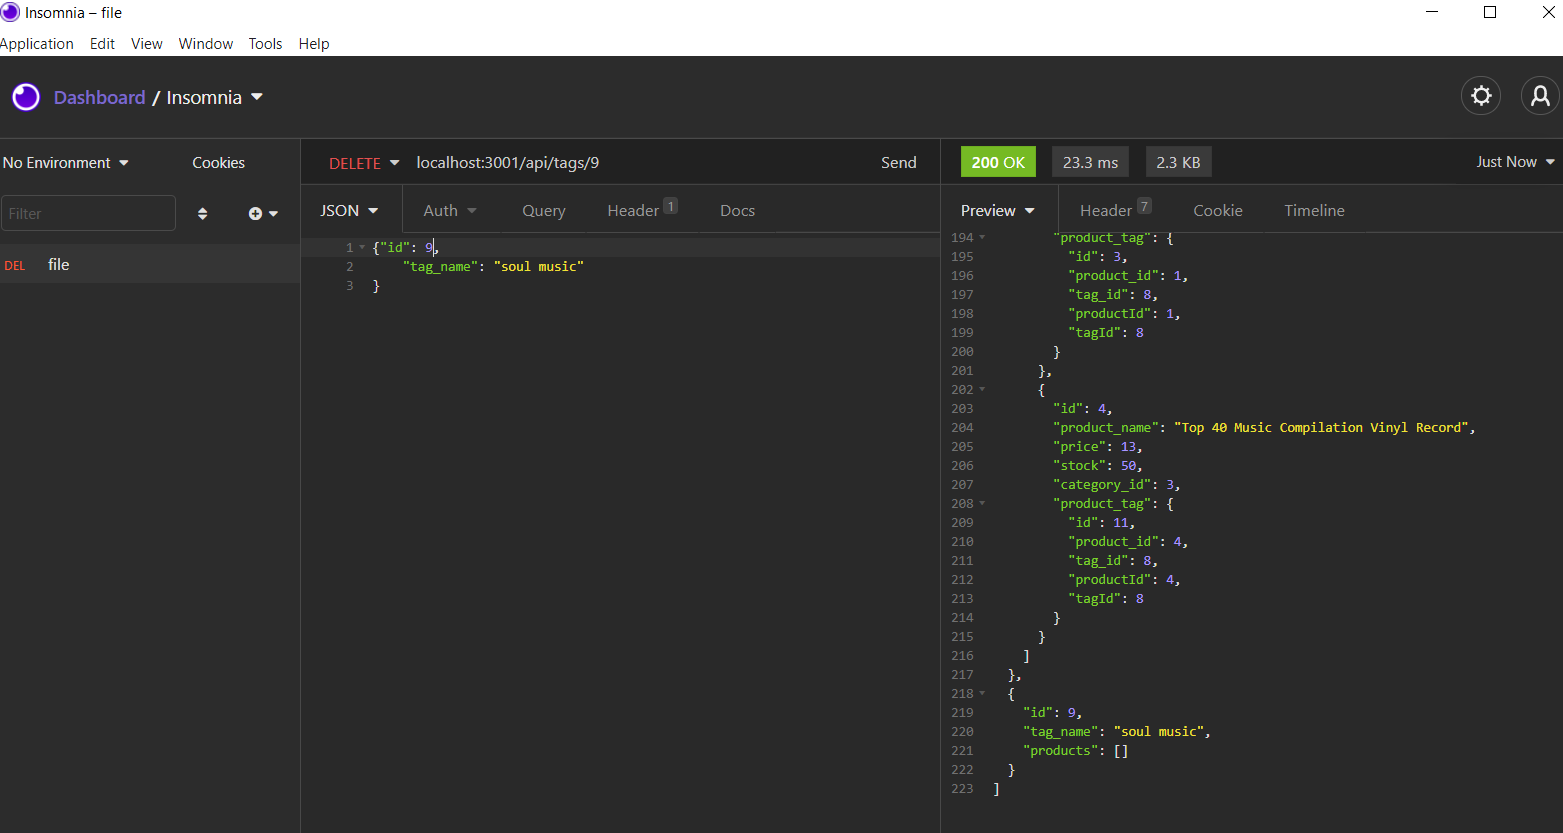 Insomnia – file
Application Edit View Window Tools Help
Dashboard / Insomnia
No Environment Cookies
DELETE localhost:3001/api/tags/9 Send
200 OK 23.3 ms 2.3 KB Just Now
Filter
JSON Auth Query Header 1 Docs
Preview Header 7 Cookie Timeline
DEL file
1 {"id": 9,
2 "tag_name": "soul music"
3 }
194 "product_tag": {
195 "id": 3,
196 "product_id": 1,
197 "tag_id": 8,
198 "productId": 1,
199 "tagId": 8
200 }
201 },
202 {
203 "id": 4,
204 "product_name": "Top 40 Music Compilation Vinyl Record",
205 "price": 13,
206 "stock": 50,
207 "category_id": 3,
208 "product_tag": {
209 "id": 11,
210 "product_id": 4,
211 "tag_id": 8,
212 "productId": 4,
213 "tagId": 8
214 }
215 }
216 ]
217 },
218 {
219 "id": 9,
220 "tag_name": "soul music",
221 "products": []
222 }
223 ]